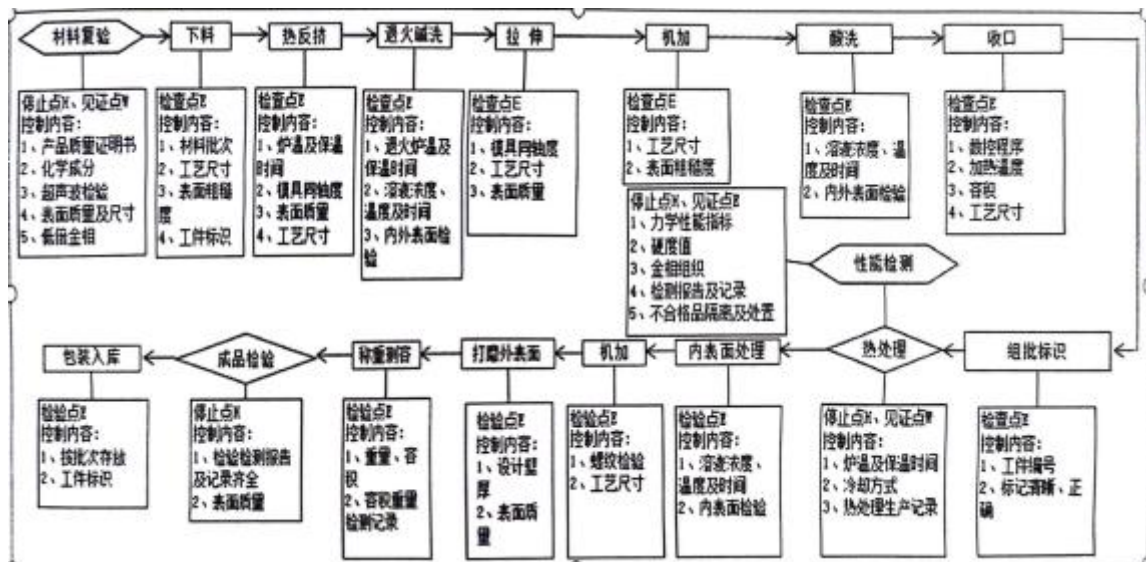 材料复验
下料
热反挤
退火碱洗
拉伸
机加
酸洗
收口
停止点H、见证点W
控制内容:
1、产品质量证明书
2、化学成分
3、超声波检验
4、表面质量及尺寸
5、低倍金相
检查点E
控制内容:
1、材料批次
2、工艺尺寸
3、表面粗糙
度
4、工件标识
检查点E
控制内容:
1、炉温及保温
时间
2、模具同轴度
3、表面质量
4、工艺尺寸
检查点E
控制内容:
1、退火炉温及
保温时间
2、溶液浓度、
温度及时间
3、内外表面检
验
检查点E
控制内容:
1、模具同轴度
2、工艺尺寸
3、表面质量
检查点E
控制内容:
1、工艺尺寸
2、表面粗糙度
检查点E
控制内容:
1、溶液浓度、温
度及时间
2、内外表面检验
检查点E
控制内容:
1、数控程序
2、加热温度
3、容积
4、工艺尺寸
停止点H、见证点E
1、力学性能指标
2、硬度值
3、金相组织
4、检测报告及记录
5、不合格品隔离及处置
性能检测
包装入库
成品检验
称重测容
打磨外表面
机加
内表面处理
热处理
组批标识
检验点E
控制内容:
1、按批次存放
2、工件标识
停止点H
控制内容:
1、检验检测报告
及记录齐全
2、表面质量
检验点E
控制内容:
1、重量、容
积
2、容积重量
检测记录
检验点E
控制内容:
1、设计壁
厚
2、表面质
量
检验点E
控制内容:
1、螺纹检验
2、工艺尺寸
检验点E
控制内容:
1、溶液浓度、
温度及时间
2、内表面检验
停止点H、见证点W
控制内容:
1、炉温及保温时间
2、冷却方式
3、热处理生产记录
检查点E
控制内容:
1、工件编号
2、标记清晰、正
确